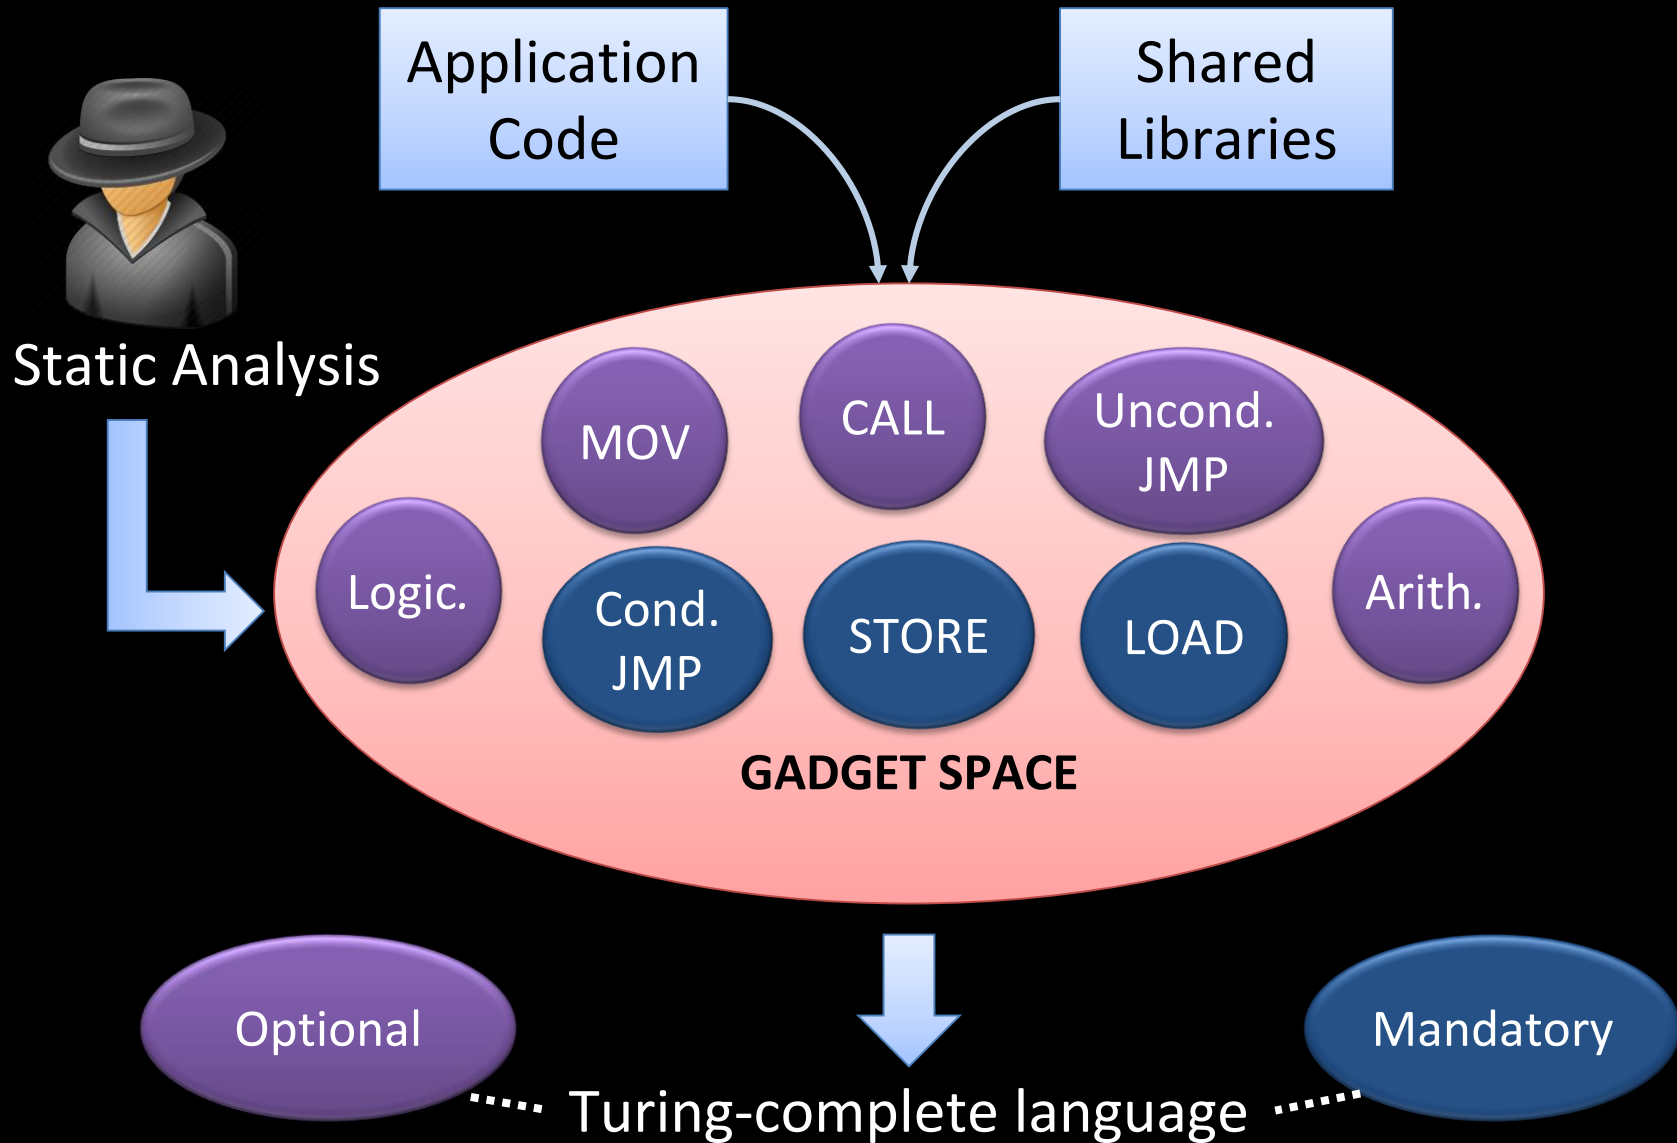 Application
Code
Shared
Libraries
Static Analysis
MOV
CALL
Uncond.
JMP
Logic.
Cond.
JMP
STORE
LOAD
Arith.
GADGET SPACE
Optional
Mandatory
Turing-complete language